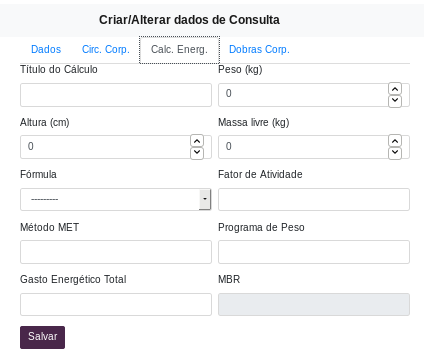 Criar/Alterar dados de Consulta
Dados Circ. Corp. Calc. Energ. Dobras Corp.
Título do Cálculo Peso (kg)
0
Altura (cm) Massa livre (kg)
0 0
Fórmula Fator de Atividade
---------
Método MET Programa de Peso
Gasto Energético Total MBR
Salvar